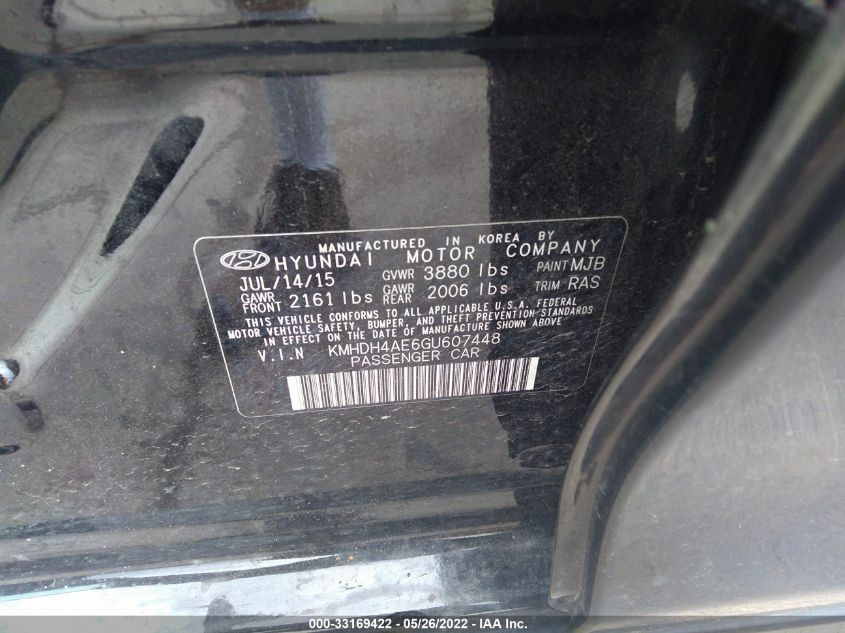 MANUFACTURED IN KOREA BY
HYUNDAI MOTOR COMPANY
JUL/14/15 GVWR 3880 lbs PAINT MJB
GAWR FRONT 2161 lbs GAWR REAR 2006 lbs TRIM RAS
THIS VEHICLE CONFORMS TO ALL APPLICABLE U.S.A. FEDERAL
MOTOR VEHICLE SAFETY, BUMPER, AND THEFT PREVENTION STANDARDS
IN EFFECT ON THE DATE OF MANUFACTURE SHOWN ABOVE
V.I.N KMHDH4AE6GU607448
PASSENGER CAR
000-33169422 - 05/26/2022 - IAA Inc.